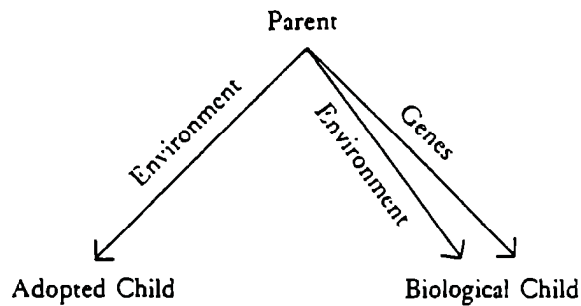 Parent
Environment
Environment
Genes
Adopted Child
Biological Child